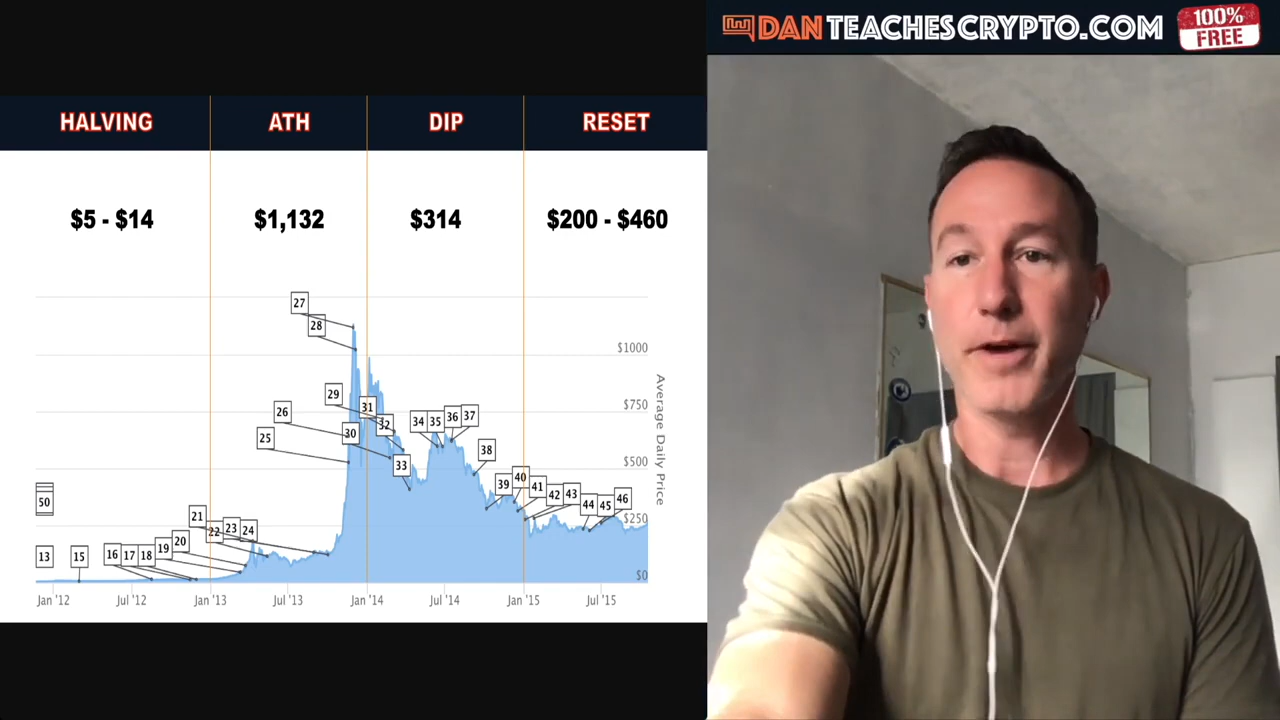 DANTEACHESCRYPTO.COM
100%
FREE
HALVING ATH DIP RESET
$5 - $14 $1,132 $314 $200 - $460
27
28
$1000
29
31
26
32
34 35 36 37
$750
25
30
38
33
$500
39 40 41 42 43 44 45 46
50
21 22 23 24
$250
13 15 16 17 18 19 20
$0
Average Daily Price
Jan '12 Jul '12 Jan '13 Jul '13 Jan '14 Jul '14 Jan '15 Jul '15